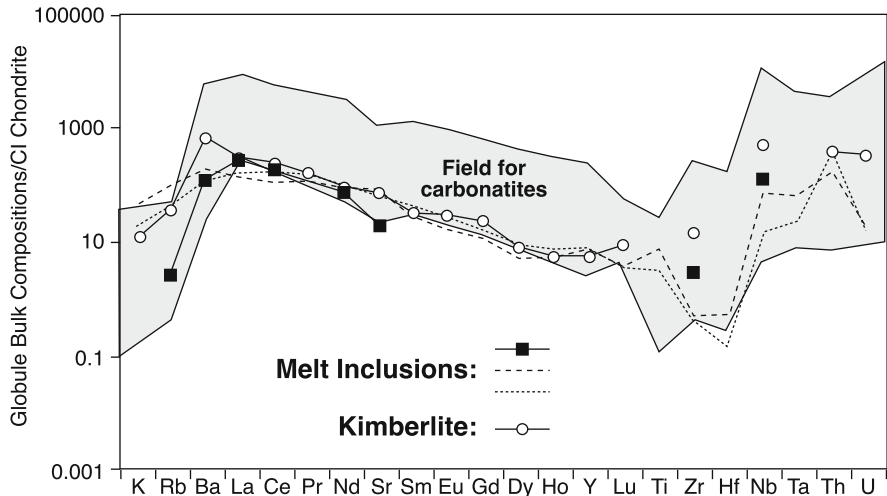 Globule Bulk Compositions/CI Chondrite
100000
1000
10
0.1
0.001
Field for
carbonatites
Melt Inclusions:
Kimberlite:
K Rb Ba La Ce Pr Nd Sr Sm Eu Gd Dy Ho Y Lu Ti Zr Hf Nb Ta Th U